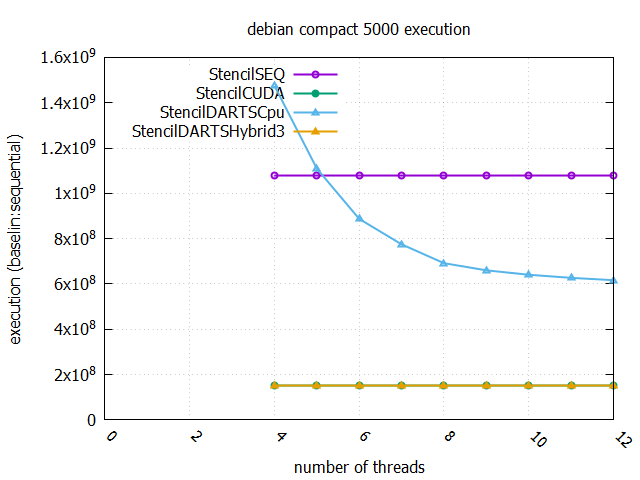 debian compact 5000 execution
execution (baselin:sequential)
1.6x10⁹
1.4x10⁹
1.2x10⁹
1x10⁹
8x10⁸
6x10⁸
4x10⁸
2x10⁸
0
StencilSEQ
StencilCUDA
StencilDARTSCpu
StencilDARTSHybrid3
0 2 4 6 8 10 12
number of threads